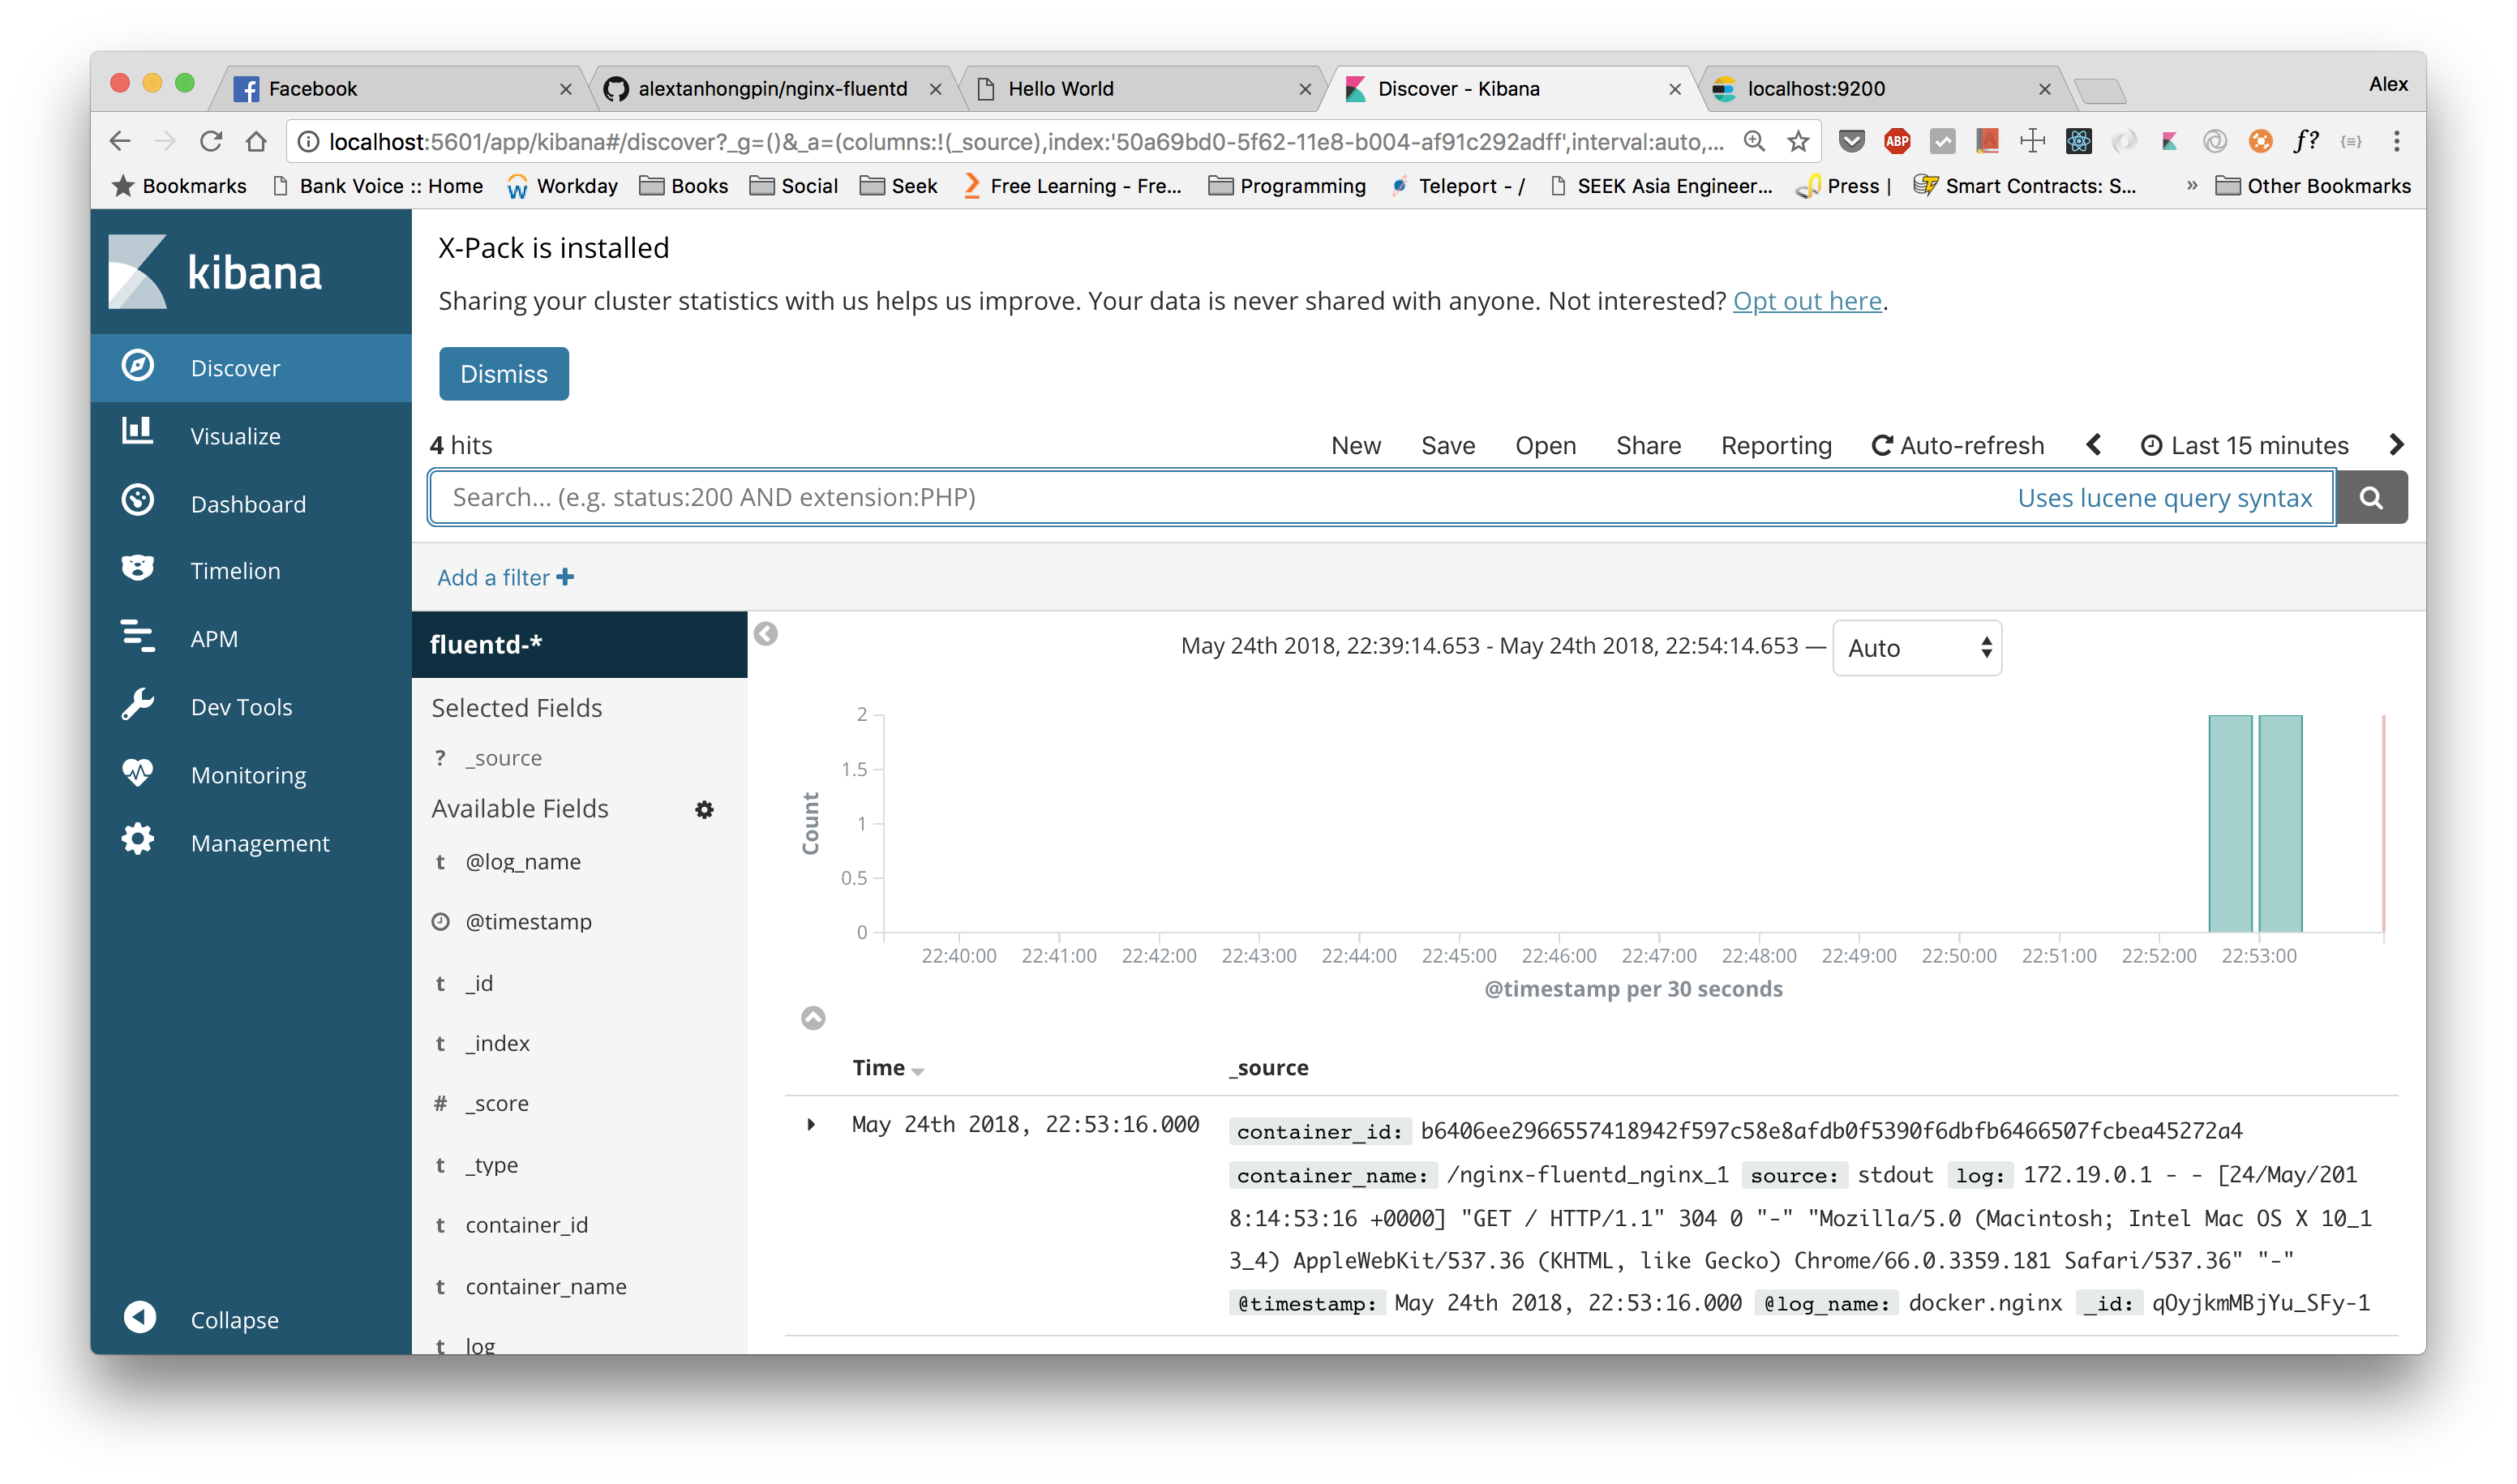 Facebook
alextanhongpin/nginx-fluentd
Hello World
Discover - Kibana
localhost:9200
Alex
localhost:5601/app/kibana#/discover?_g=()&_a=(columns:!(_source),index:'50a69bd0-5f62-11e8-b004-af91c292adff',interval:auto,...
ABP
f?
Bookmarks
Bank Voice :: Home
Workday
Books
Social
Seek
Free Learning - Fre...
Programming
Teleport - /
SEEK Asia Engineer...
Press |
Smart Contracts: S...
»
Other Bookmarks
kibana
Discover
Visualize
Dashboard
Timelion
APM
Dev Tools
Monitoring
Management
Collapse
X-Pack is installed
Sharing your cluster statistics with us helps us improve. Your data is never shared with anyone. Not interested? Opt out here.
Dismiss
4 hits
New
Save
Open
Share
Reporting
Auto-refresh
Last 15 minutes
Search... (e.g. status:200 AND extension:PHP)
Uses lucene query syntax
Add a filter +
fluentd-*
Selected Fields
? _source
Available Fields
t @log_name
@timestamp
t _id
t _index
# _score
t _type
t container_id
t container_name
t log
May 24th 2018, 22:39:14.653 - May 24th 2018, 22:54:14.653 —
Auto
Count
2
1.5
1
0.5
0
22:40:00 22:41:00 22:42:00 22:43:00 22:44:00 22:45:00 22:46:00 22:47:00 22:48:00 22:49:00 22:50:00 22:51:00 22:52:00 22:53:00
@timestamp per 30 seconds
Time
_source
May 24th 2018, 22:53:16.000
container_id: b6406ee2966557418942f597c58e8afdb0f5390f6dbfb6466507fcbea45272a4
container_name: /nginx-fluentd_nginx_1 source: stdout log: 172.19.0.1 - - [24/May/201
8:14:53:16 +0000] "GET / HTTP/1.1" 304 0 "-" "Mozilla/5.0 (Macintosh; Intel Mac OS X 10_1
3_4) AppleWebKit/537.36 (KHTML, like Gecko) Chrome/66.0.3359.181 Safari/537.36" "-"
@timestamp: May 24th 2018, 22:53:16.000 @log_name: docker.nginx _id: qOyjkmMBjYu_SFy-1